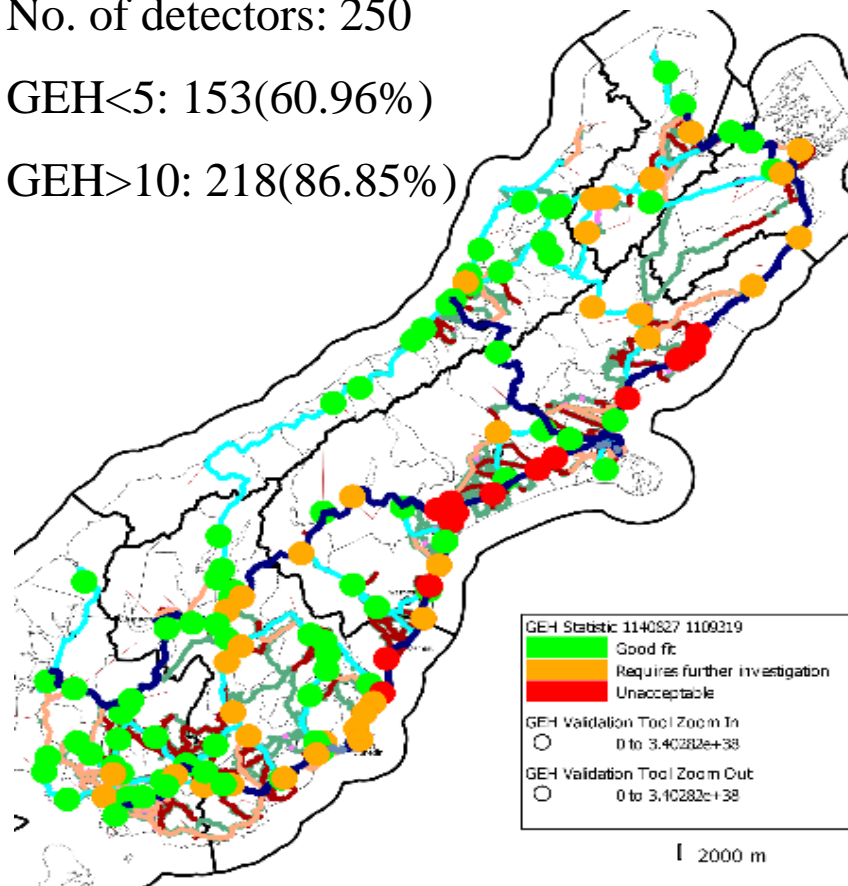 No. of detectors: 250
GEH<5: 153(60.96%)
GEH>10: 218(86.85%)
GEH Statistic 1140827 1109219
Good fit
Requires further investigation
Unacceptable
GEH Validation Tool Zoom In
0 to 3.40282e+38
GEH Validation Tool Zoom Out
0 to 3.40282e+38
2000 m